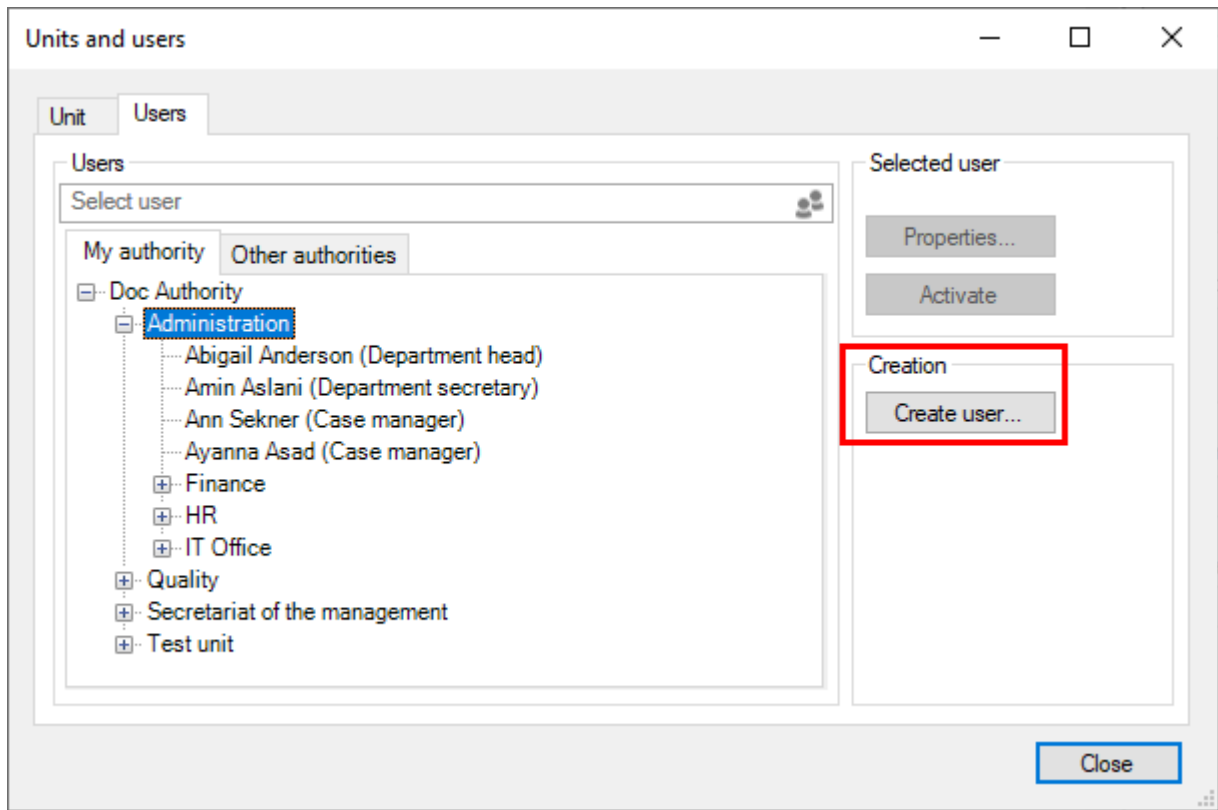 Units and users
Unit
Users
Users
Select user
My authority
Other authorities
Doc Authority
Administration
Abigail Anderson (Department head)
Amin Aslani (Department secretary)
Ann Sekner (Case manager)
Ayanna Asad (Case manager)
Finance
HR
IT Office
Quality
Secretariat of the management
Test unit
Selected user
Properties...
Activate
Creation
Create user...
Close